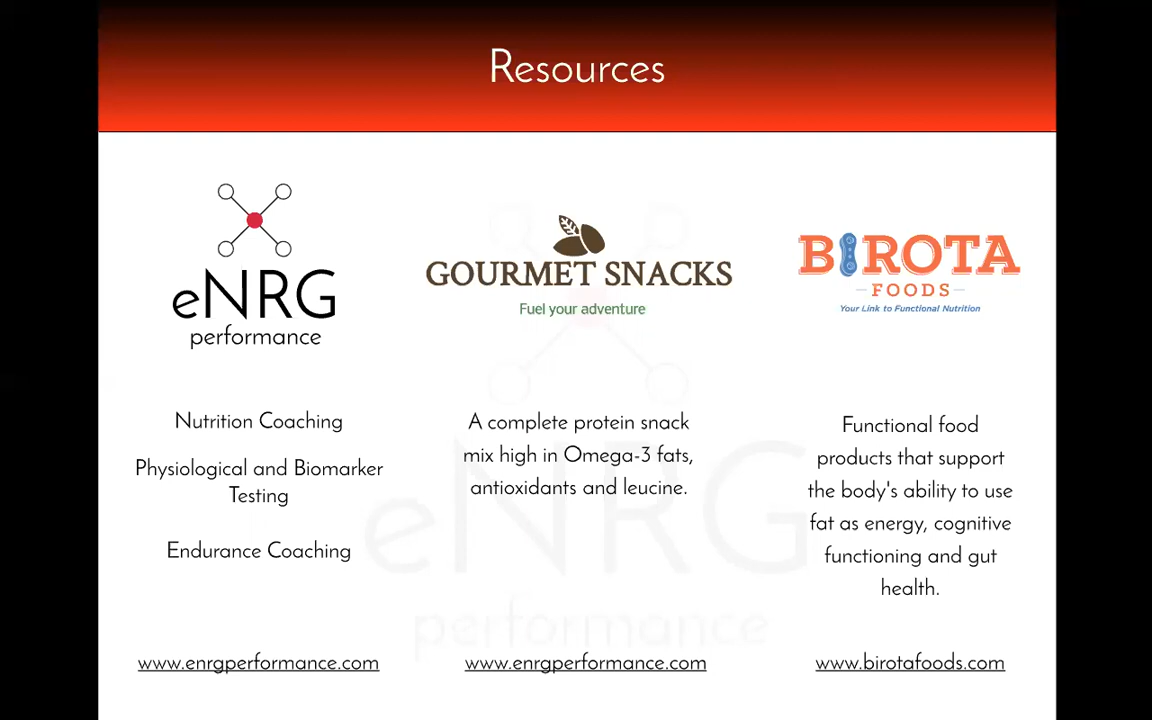 Resources
eNRG
performance
Nutrition Coaching
Physiological and Biomarker
Testing
Endurance Coaching
www.enrgperformance.com
GOURMET SNACKS
Fuel your adventure
A complete protein snack
mix high in Omega-3 fats,
antioxidants and leucine.
www.enrgperformance.com
BIROTA
FOODS
Your Link to Functional Nutrition
Functional food
products that support
the body's ability to use
fat as energy, cognitive
functioning and gut
health.
www.birotafoods.com
eNRG
performance